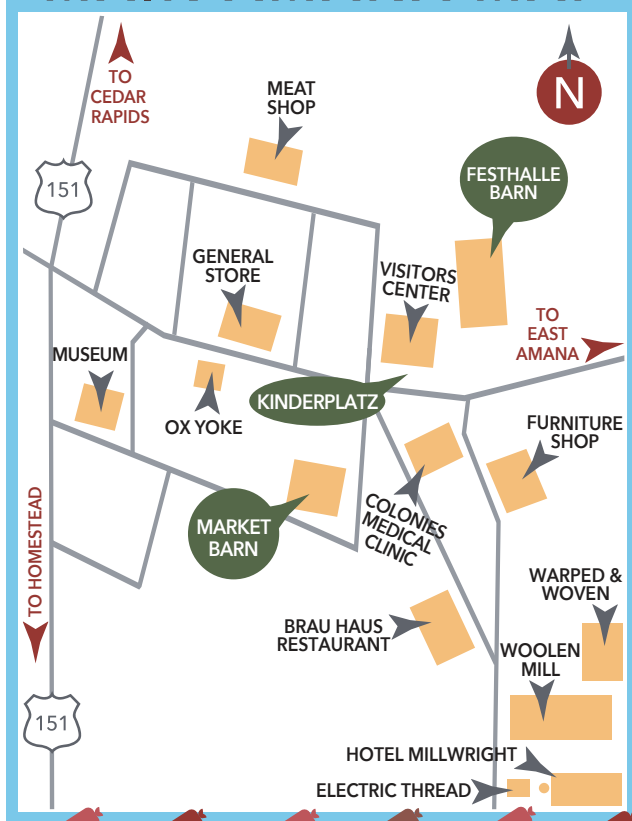 TO
CEDAR
RAPIDS
N
MEAT
SHOP
151
FESTHALLE
BARN
GENERAL
STORE
VISITORS
CENTER
TO
EAST
AMANA
MUSEUM
KINDERPLATZ
OX YOKE
FURNITURE
SHOP
TO HOMESTEAD
MARKET
BARN
COLONIES
MEDICAL
CLINIC
WARPED &
WOVEN
BRAU HAUS
RESTAURANT
WOOLEN
MILL
151
HOTEL MILLWRIGHT
ELECTRIC THREAD